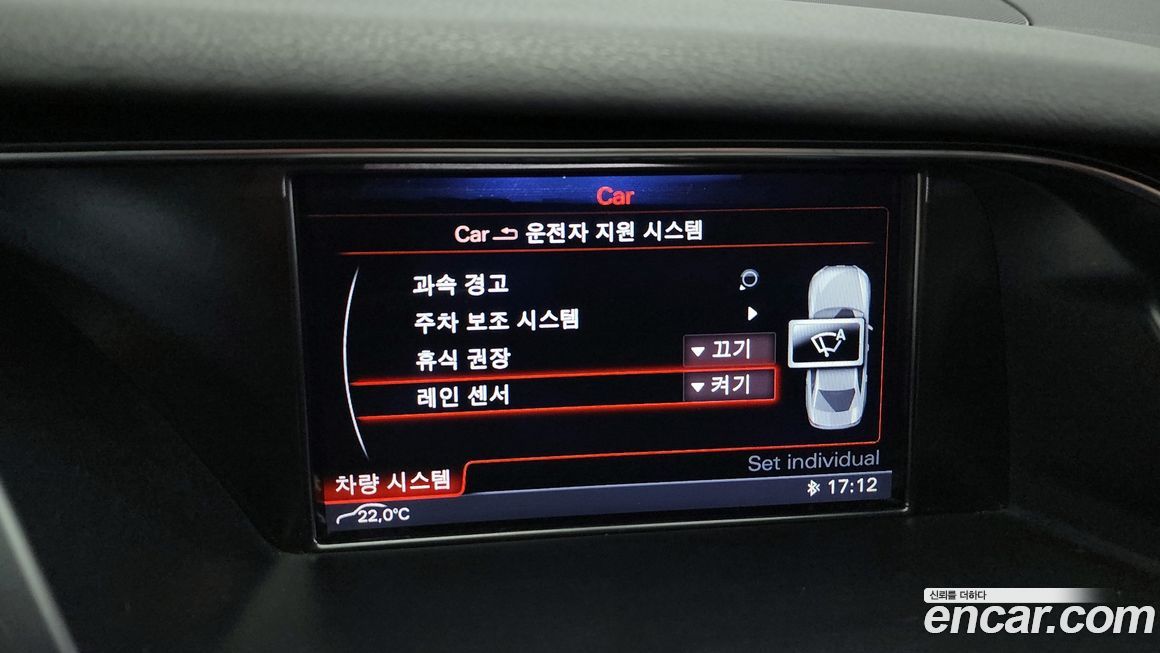 Car
Car 운전자 지원 시스템
과속 경고
주차 보조 시스템
휴식 권장 끄기
레인 센서 켜기
A
Set individual
차량 시스템
22,0°C 17:12
신뢰를 더하다
encar.com